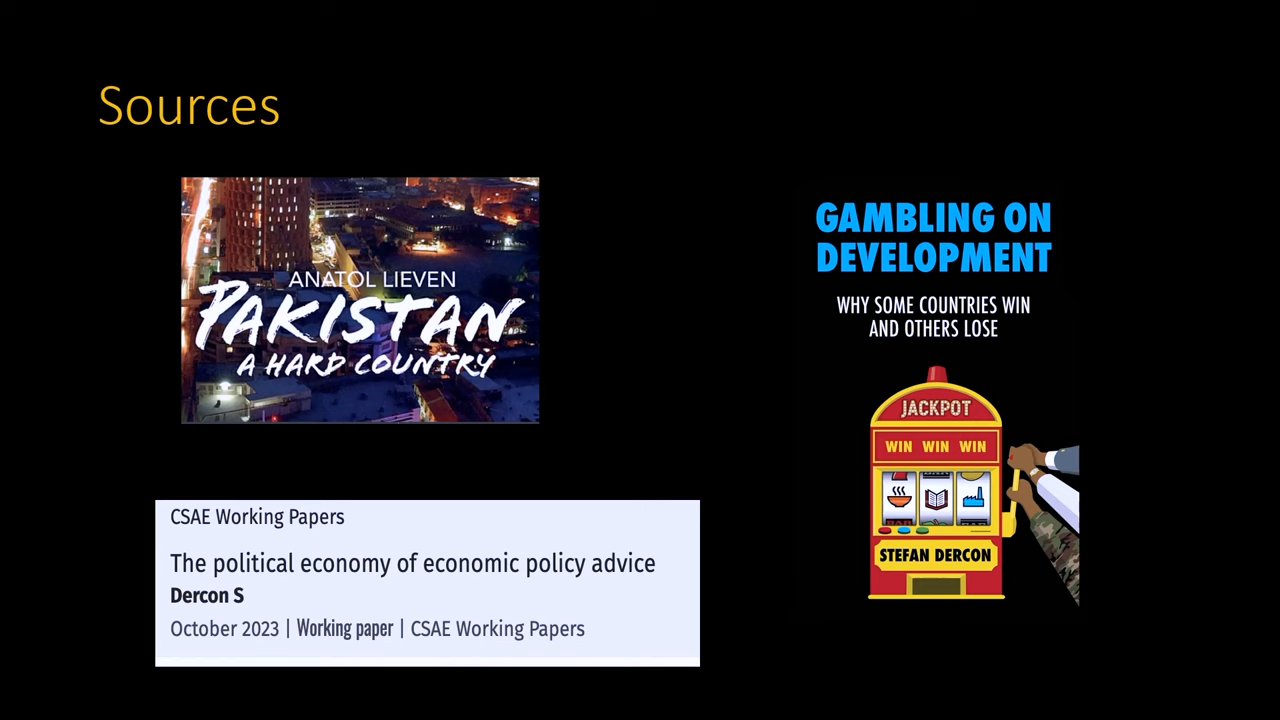 Sources
ANATOL LIEVEN
PAKISTAN
A HARD COUNTRY
CSAE Working Papers
The political economy of economic policy advice
Dercon S
October 2023 | Working paper | CSAE Working Papers
GAMBLING ON
DEVELOPMENT
WHY SOME COUNTRIES WIN
AND OTHERS LOSE
JACKPOT
WIN WIN WIN
STEFAN DERCON